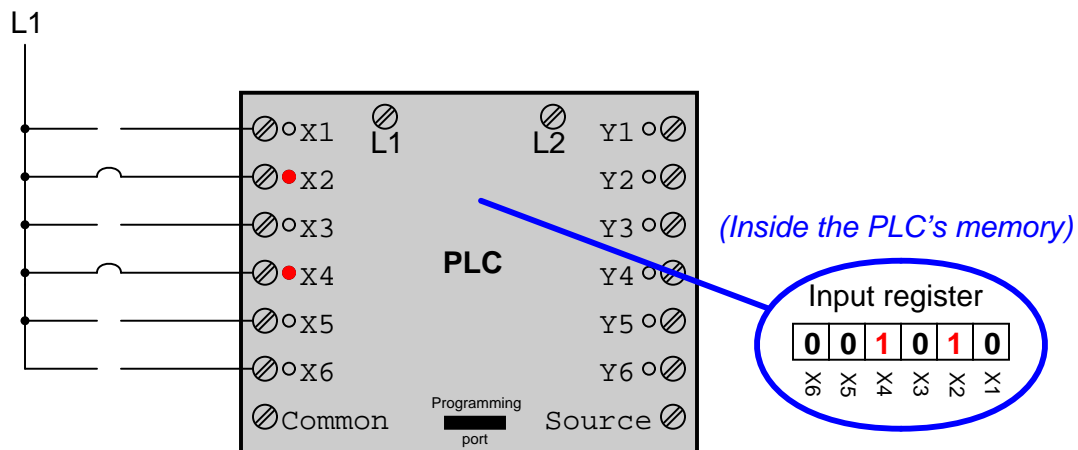 L1
X1
L1
L2
Y1
X2
Y2
X3
Y3
(Inside the PLC's memory)
X4
PLC
Y4
Input register
X5
Y5
0 0 1 0 1 0
X6
Y6
X6 X5 X4 X3 X2 X1
Common
Programming
port
Source